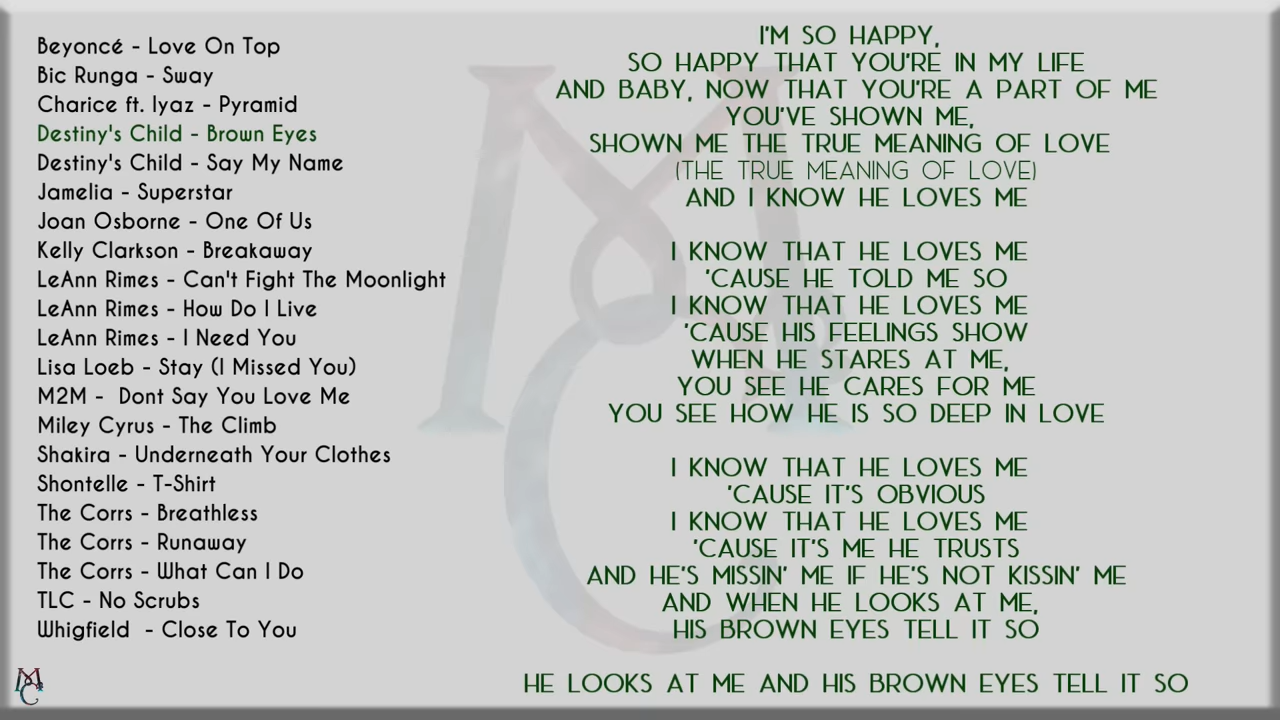 Beyoncé - Love On Top
Bic Runga - Sway
Charice ft. Iyaz - Pyramid
Destiny's Child - Brown Eyes
Destiny's Child - Say My Name
Jamelia - Superstar
Joan Osborne - One Of Us
Kelly Clarkson - Breakaway
LeAnn Rimes - Can't Fight The Moonlight
LeAnn Rimes - How Do I Live
LeAnn Rimes - I Need You
Lisa Loeb - Stay (I Missed You)
M2M -  Dont Say You Love Me
Miley Cyrus - The Climb
Shakira - Underneath Your Clothes
Shontelle - T-Shirt
The Corrs - Breathless
The Corrs - Runaway
The Corrs - What Can I Do
TLC - No Scrubs
Whigfield  - Close To You
MC
I'M SO HAPPY,
SO HAPPY THAT YOU'RE IN MY LIFE
AND BABY, NOW THAT YOU'RE A PART OF ME
YOU'VE SHOWN ME,
SHOWN ME THE TRUE MEANING OF LOVE
(THE TRUE MEANING OF LOVE)
AND I KNOW HE LOVES ME
I KNOW THAT HE LOVES ME
'CAUSE HE TOLD ME SO
I KNOW THAT HE LOVES ME
'CAUSE HIS FEELINGS SHOW
WHEN HE STARES AT ME,
YOU SEE HE CARES FOR ME
YOU SEE HOW HE IS SO DEEP IN LOVE
I KNOW THAT HE LOVES ME
'CAUSE IT'S OBVIOUS
I KNOW THAT HE LOVES ME
'CAUSE IT'S ME HE TRUSTS
AND HE'S MISSIN' ME IF HE'S NOT KISSIN' ME
AND WHEN HE LOOKS AT ME,
HIS BROWN EYES TELL IT SO
HE LOOKS AT ME AND HIS BROWN EYES TELL IT SO